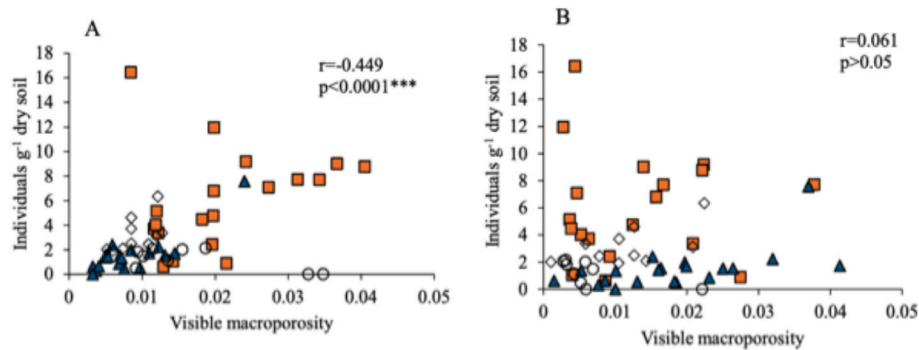 A
r=-0.449
p<0.0001***
Individuals g⁻¹ dry soil
18
16
14
12
10
8
6
4
2
0
0 0.01 0.02 0.03 0.04 0.05
Visible macroporosity
B
r=0.061
p>0.05
Individuals g⁻¹ dry soil
18
16
14
12
10
8
6
4
2
0
0 0.01 0.02 0.03 0.04 0.05
Visible macroporosity